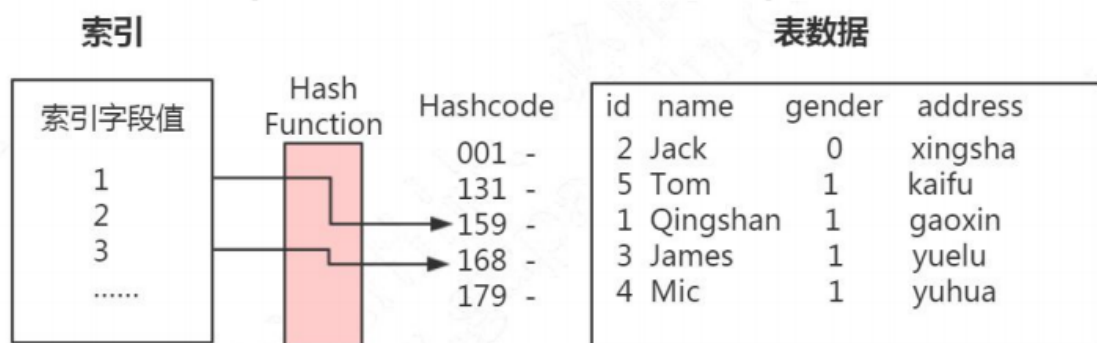 索引
表数据
索引字段值
1
2
3
......
Hash
Function
Hashcode
001 -
131 -
159 -
168 -
179 -
id name gender address
2 Jack 0 xingsha
5 Tom 1 kaifu
1 Qingshan 1 gaoxin
3 James 1 yuelu
4 Mic 1 yuhua